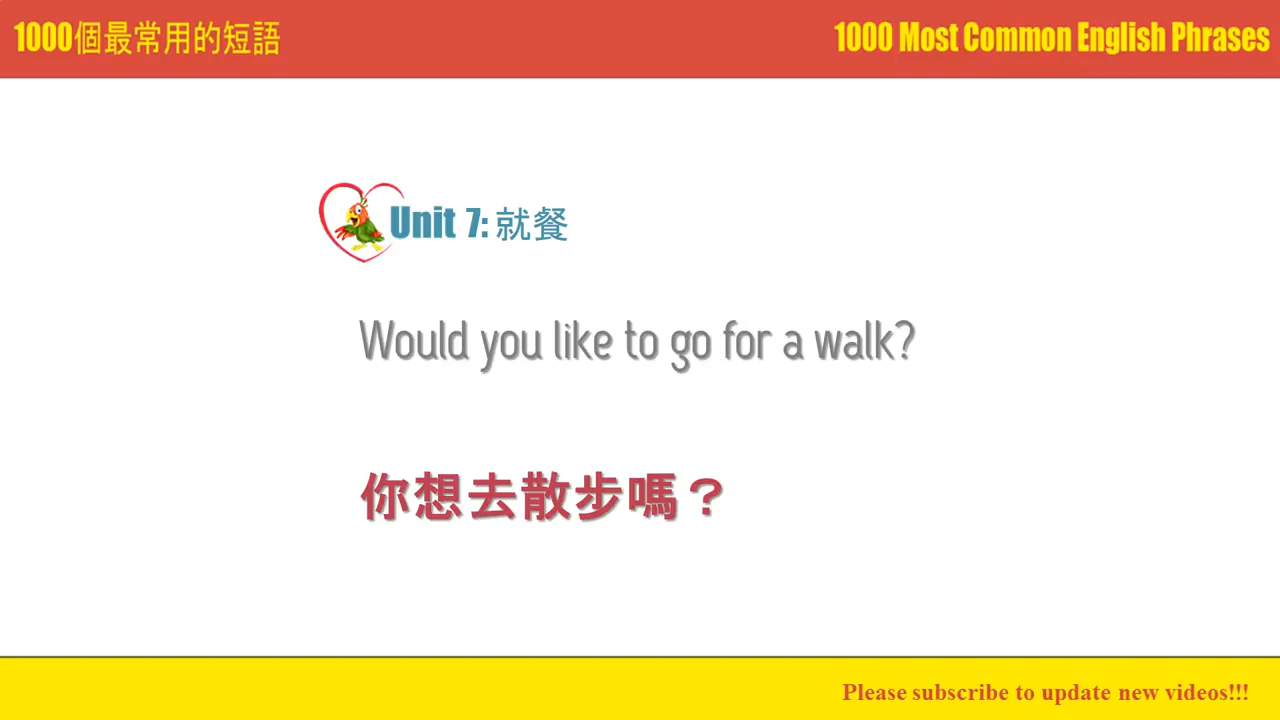 1000個最常用的短語
1000 Most Common English Phrases
Unit 7: 就餐
Would you like to go for a walk?
你想去散步嗎？
Please subscribe to update new videos!!!